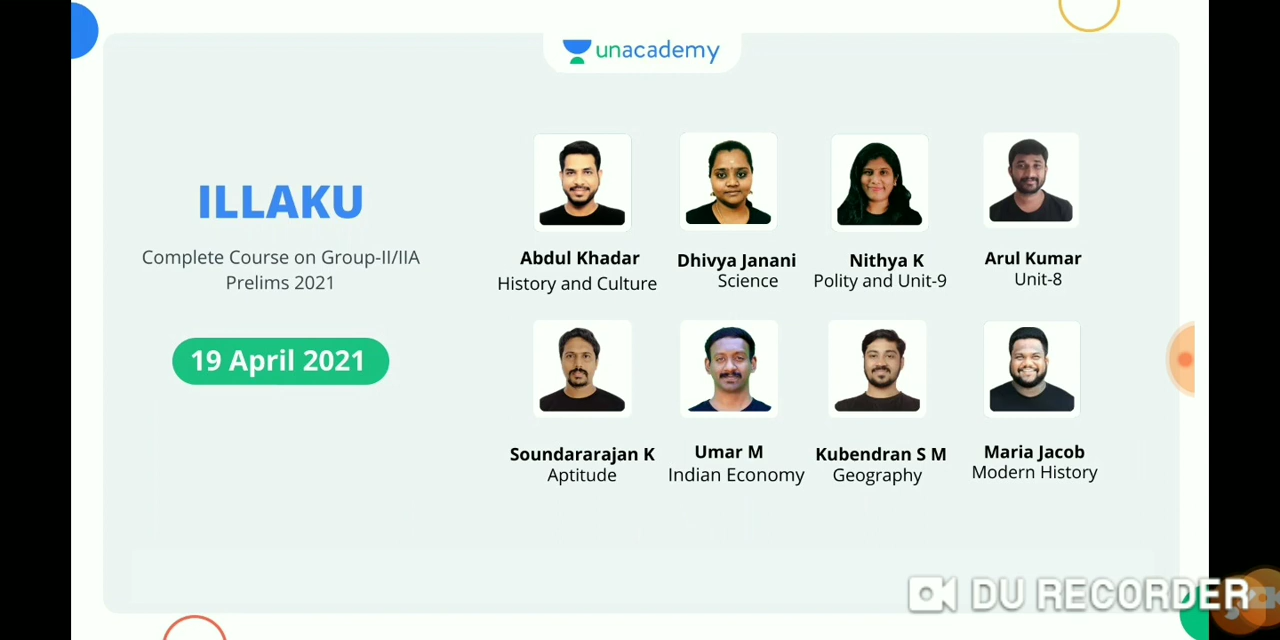 unacademy
ILLAKU
Complete Course on Group-II/IIA
Prelims 2021
19 April 2021
Abdul Khadar
History and Culture
Dhivya Janani
Science
Nithya K
Polity and Unit-9
Arul Kumar
Unit-8
Soundararajan K
Aptitude
Umar M
Indian Economy
Kubendran S M
Geography
Maria Jacob
Modern History
DU RECORDER